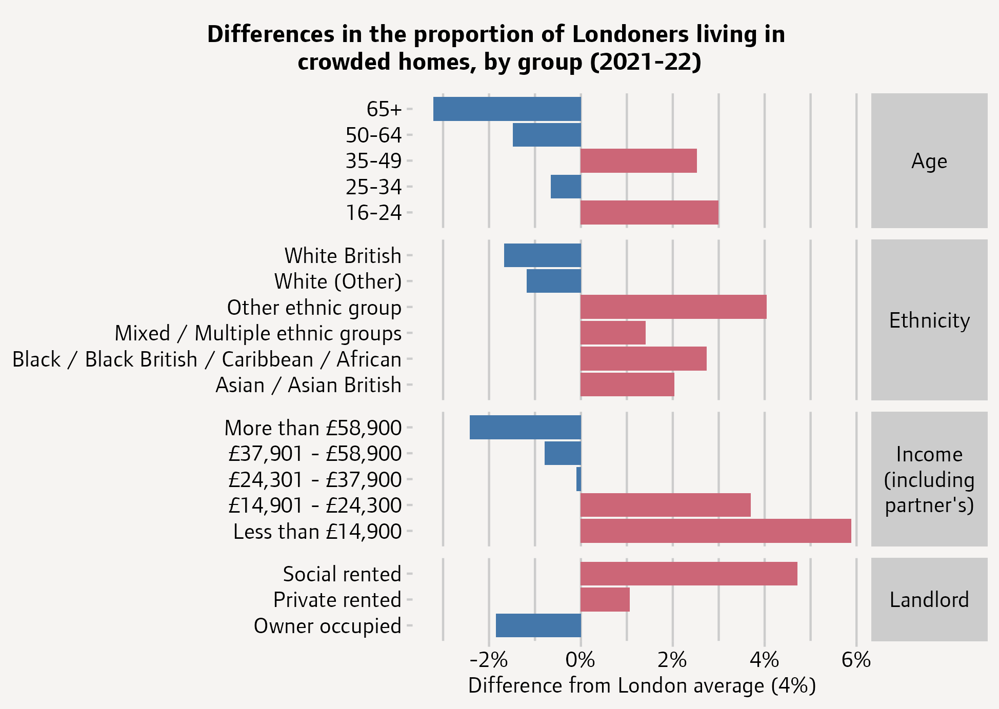 Differences in the proportion of Londoners living in
crowded homes, by group (2021-22)
65+
50-64
35-49
25-34
16-24
Age
White British
White (Other)
Other ethnic group
Mixed / Multiple ethnic groups
Black / Black British / Caribbean / African
Asian / Asian British
Ethnicity
More than £58,900
£37,901 - £58,900
£24,301 - £37,900
£14,901 - £24,300
Less than £14,900
Income
(including
partner's)
Social rented
Private rented
Owner occupied
Landlord
-2% 0% 2% 4% 6%
Difference from London average (4%)